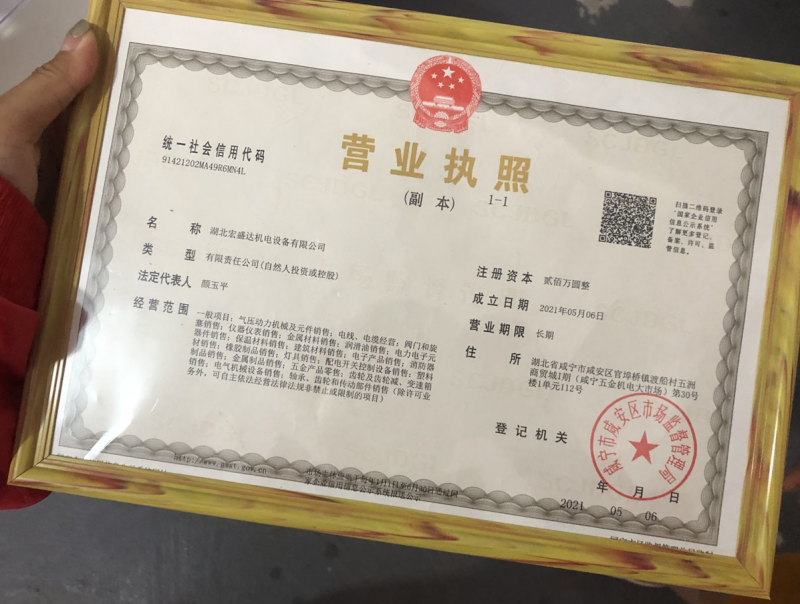 统一社会信用代码
91421202MA49R6MN4L
营业执照
(副 本) 1-1
扫描二维码登录
"国家企业信用
信息公示系统"
了解更多登记、
备案、许可、监
管信息。
名 称 湖北宏盛达机电设备有限公司
类 型 有限责任公司(自然人投资或控股)
法定代表人 颜玉平
经营范围 一般项目：气压动力机械及元件销售；电线、电缆经营；阀门和旋
塞销售；仪器仪表销售；金属材料销售；润滑油销售；电力电子元
器件销售；保温材料销售；建筑材料销售；电子产品销售；消防器
材销售；橡胶制品销售；灯具销售；配电开关控制设备销售；塑料
制品销售；金属制品销售；五金产品零售；齿轮及齿轮减、变速箱
销售；电气机械设备销售；轴承、齿轮和传动部件销售（除许可业
务外，可自主依法经营法律法规非禁止或限制的项目）
注册资本 贰佰万圆整
成立日期 2021年05月06日
营业期限 长期
住 所 湖北省咸宁市咸安区官埠桥镇渡船村五洲
商贸城1期（咸宁五金机电大市场）第30号
楼1单元112号
登记机关
咸宁市咸安区市场监督管理局
年 月 日
2021 05 06
http://www.gsxt.gov.cn